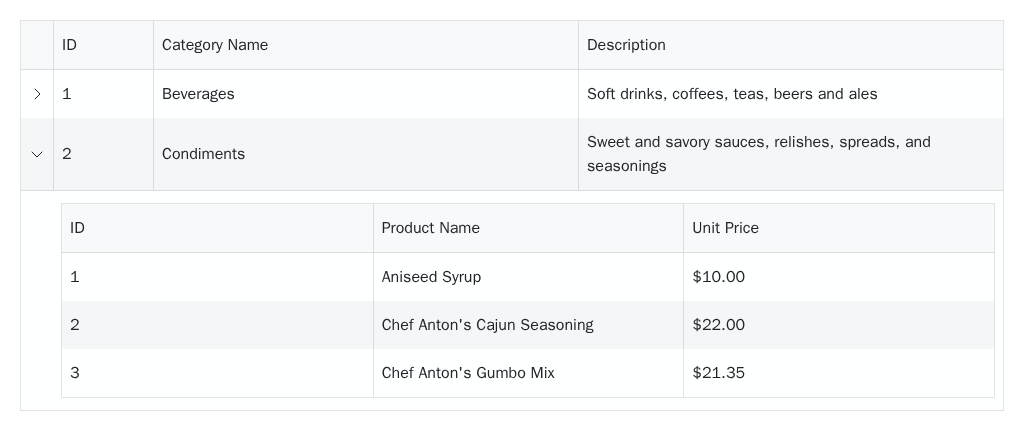 ID Category Name Description
1 Beverages Soft drinks, coffees, teas, beers and ales
2 Condiments Sweet and savory sauces, relishes, spreads, and
seasonings
ID Product Name Unit Price
1 Aniseed Syrup $10.00
2 Chef Anton's Cajun Seasoning $22.00
3 Chef Anton's Gumbo Mix $21.35